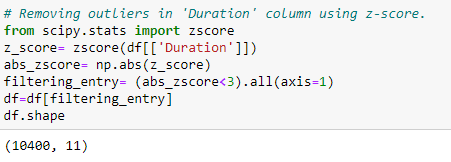 # Removing outliers in 'Duration' column using z-score.
from scipy.stats import zscore
z_score= zscore(df[['Duration']])
abs_zscore= np.abs(z_score)
filtering_entry= (abs_zscore<3).all(axis=1)
df=df[filtering_entry]
df.shape
(10400, 11)